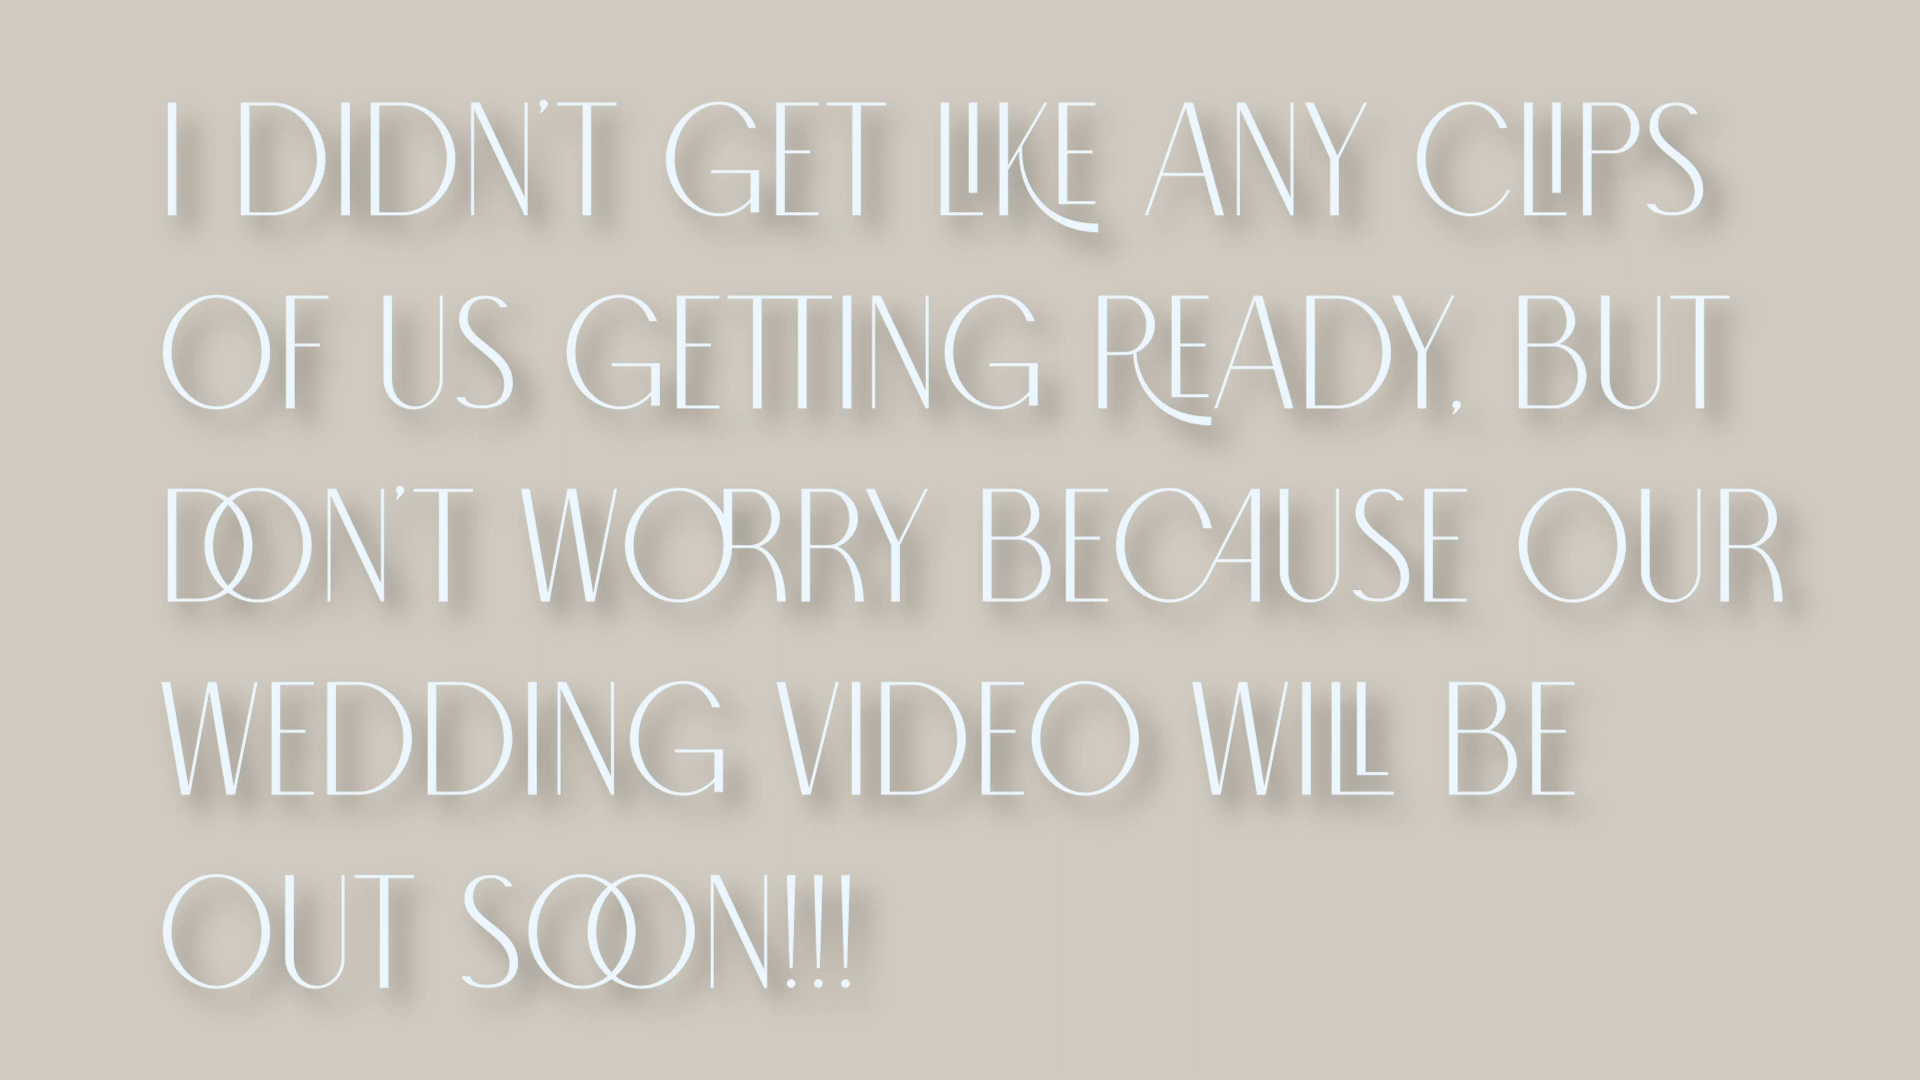 I DIDN'T GET LIKE ANY CLIPS
OF US GETTING READY, BUT
DON'T WORRY BECAUSE OUR
WEDDING VIDEO WILL BE
OUT SOON!!!